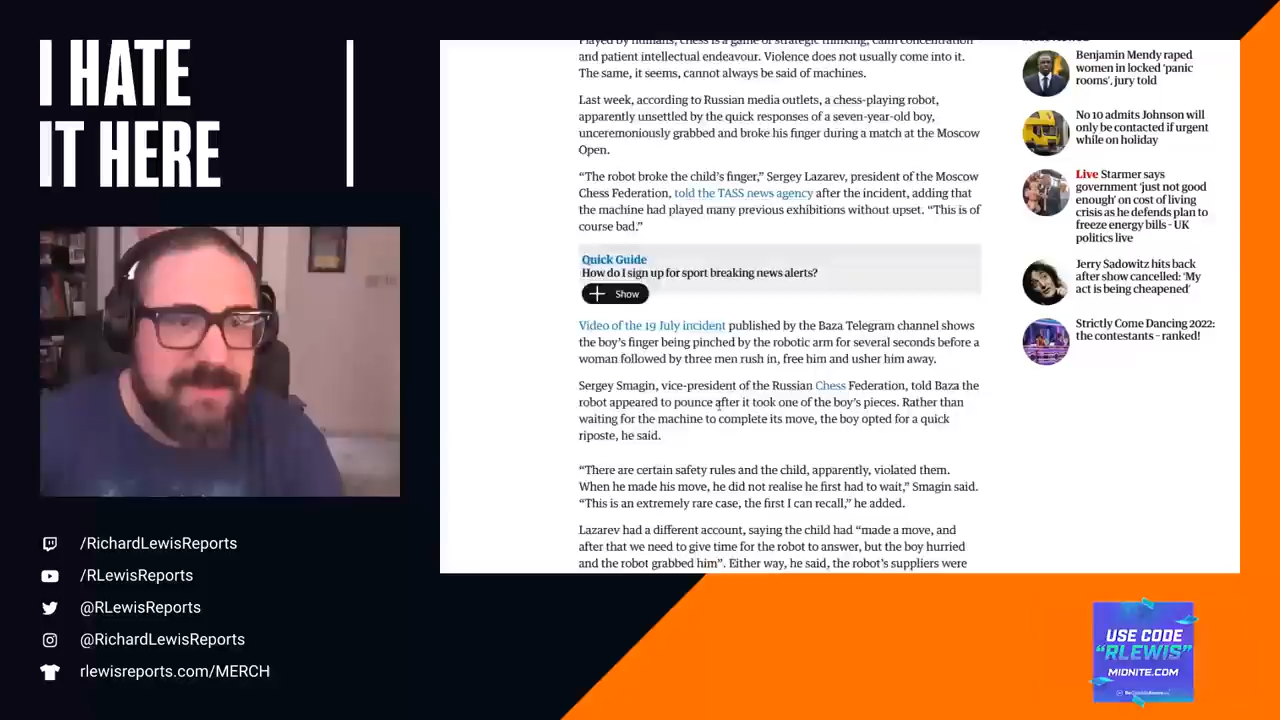 I HATE
IT HERE
/RichardLewisReports
/RLewisReports
@RLewisReports
@RichardLewisReports
rlewisreports.com/MERCH
Played by humans, chess is a game of strategic thinking, calm concentration
and patient intellectual endeavour. Violence does not usually come into it.
The same, it seems, cannot always be said of machines.
Last week, according to Russian media outlets, a chess-playing robot,
apparently unsettled by the quick responses of a seven-year-old boy,
unceremoniously grabbed and broke his finger during a match at the Moscow
Open.
“The robot broke the child’s finger,” Sergey Lazarev, president of the Moscow
Chess Federation, told the TASS news agency after the incident, adding that
the machine had played many previous exhibitions without upset. “This is of
course bad.”
Quick Guide
How do I sign up for sport breaking news alerts?
Show
Video of the 19 July incident published by the Baza Telegram channel shows
the boy’s finger being pinched by the robotic arm for several seconds before a
woman followed by three men rush in, free him and usher him away.
Sergey Smagin, vice-president of the Russian Chess Federation, told Baza the
robot appeared to pounce after it took one of the boy’s pieces. Rather than
waiting for the machine to complete its move, the boy opted for a quick
riposte, he said.
“There are certain safety rules and the child, apparently, violated them.
When he made his move, he did not realise he first had to wait,” Smagin said.
“This is an extremely rare case, the first I can recall,” he added.
Lazarev had a different account, saying the child had “made a move, and
after that we need to give time for the robot to answer, but the boy hurried
and the robot grabbed him”. Either way, he said, the robot’s suppliers were
Benjamin Mendy raped
women in locked ‘panic
rooms’, jury told
No 10 admits Johnson will
only be contacted if urgent
while on holiday
Live Starmer says
government ‘just not good
enough’ on cost of living
crisis as he defends plan to
freeze energy bills – UK
politics live
Jerry Sadowitz hits back
after show cancelled: ‘My
act is being cheapened’
Strictly Come Dancing 2022:
the contestants – ranked!
USE CODE
“RLEWIS”
MIDNITE.COM